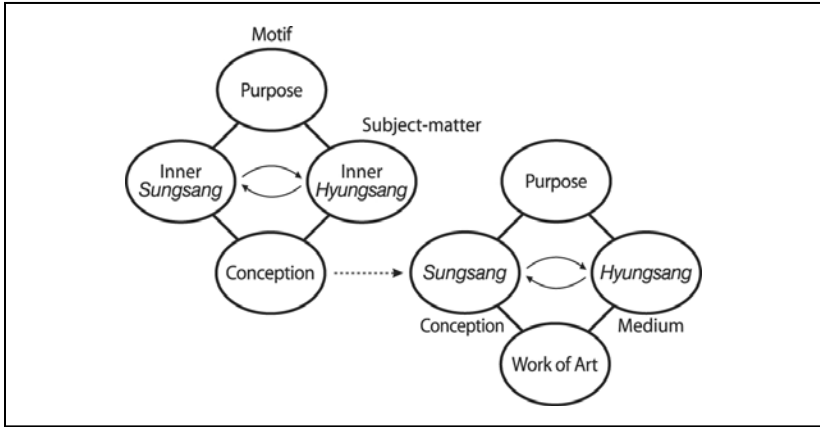 Motif
Purpose
Subject-matter
Inner
Sungsang
Inner
Hyungsang
Conception
Purpose
Sungsang
Hyungsang
Conception
Medium
Work of Art